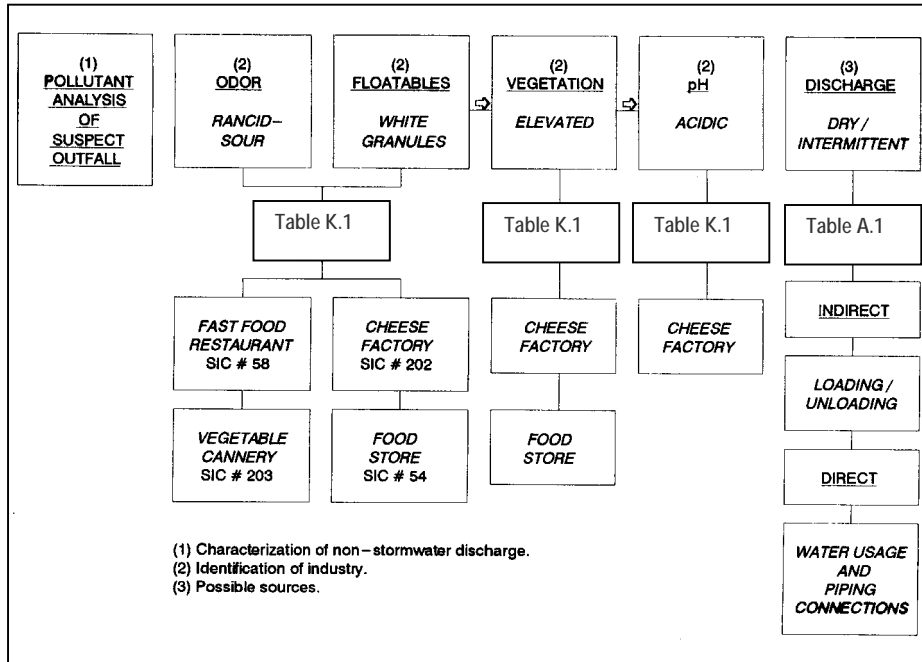 (1)
POLLUTANT
ANALYSIS
OF
SUSPECT
OUTFALL
(2)
ODOR
RANCID-
SOUR
(2)
FLOATABLES
WHITE
GRANULES
(2)
VEGETATION
ELEVATED
(2)
pH
ACIDIC
(3)
DISCHARGE
DRY /
INTERMITTENT
Table K.1
Table K.1
Table K.1
Table A.1
FAST FOOD
RESTAURANT
SIC # 58
CHEESE
FACTORY
SIC # 202
CHEESE
FACTORY
CHEESE
FACTORY
INDIRECT
LOADING /
UNLOADING
VEGETABLE
CANNERY
SIC # 203
FOOD
STORE
SIC # 54
FOOD
STORE
DIRECT
WATER USAGE
AND
PIPING
CONNECTIONS
(1) Characterization of non-stormwater discharge.
(2) Identification of industry.
(3) Possible sources.